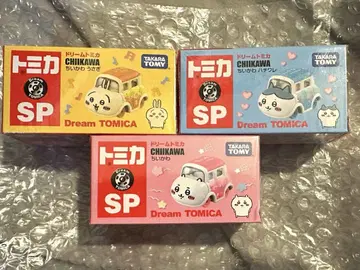 トミカ
SP
ドリームトミカ
CHIIKAWA
ちいかわ うさぎ
TAKARA
TOMY
Dream TOMICA
トミカ
SP
ドリームトミカ
CHIIKAWA
ちいかわ ハチワレ
TAKARA
TOMY
Dream TOMICA
トミカ
SP
ドリームトミカ
CHIIKAWA
ちいかわ
TAKARA
TOMY
Dream TOMICA